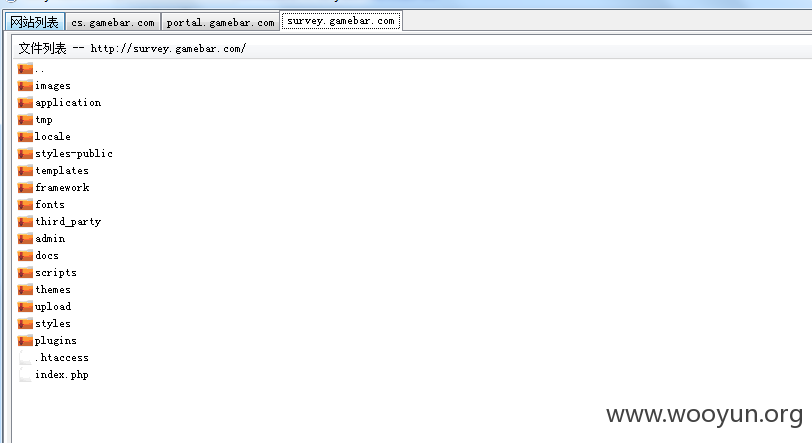 网站列表 cs.gamebar.com portal.gamebar.com survey.gamebar.com
文件列表 -- http://survey.gamebar.com/
..
images
application
tmp
locale
styles-public
templates
framework
fonts
third_party
admin
docs
scripts
themes
upload
styles
plugins
.htaccess
index.php
www.wooyun.org